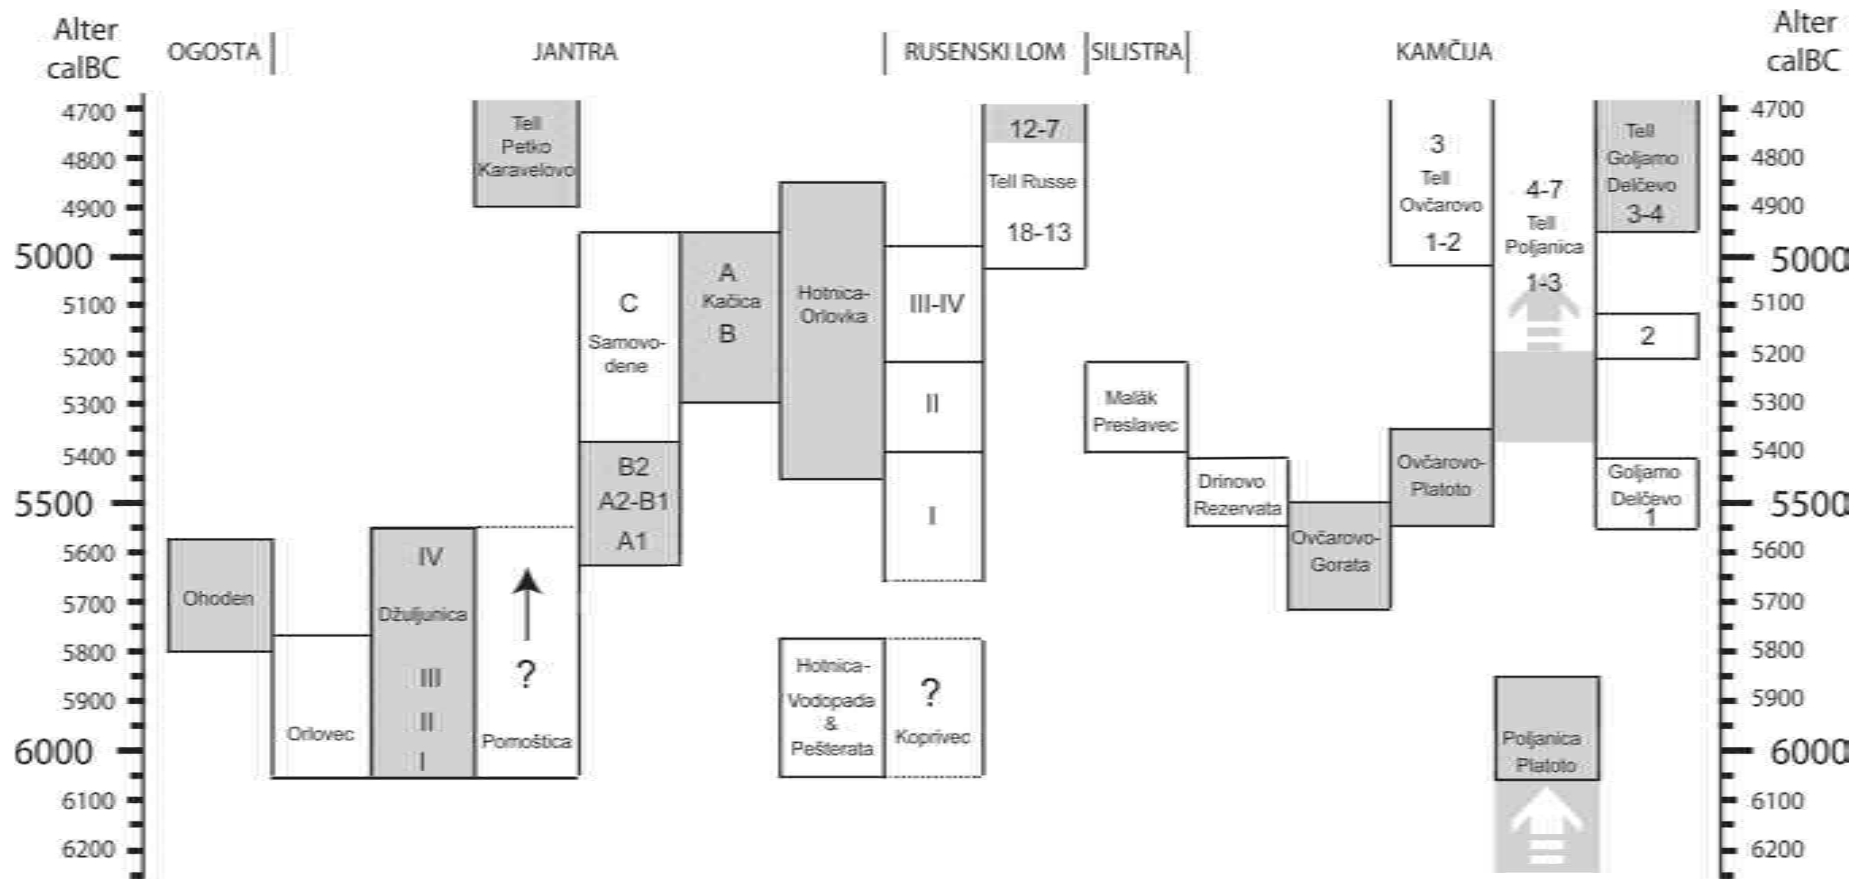 Alter
calBC
OGOSTA
JANTRA
RUSENSKI LOM
SILISTRA
KAMČIJA
Alter
calBC
4700
4800
4900
5000
5100
5200
5300
5400
5500
5600
5700
5800
5900
6000
6100
6200
Ohoden
Orlovec
IV
Džuljunica
III
II
I
Tell
Petko
Karavelovo
?
Pomoštica
C
Samovo-
dene
B2
A2-B1
A1
A
Kačica
B
Hotnica-
Orlovka
Hotnica-
Vodopada
&
Pešterata
III-IV
II
I
?
Koprivec
12-7
Tell Russe
18-13
Malăk
Preslavec
Drinovo
Rezervata
Ovčarovo-
Gorata
3
Tell
Ovčarovo
1-2
Ovčarovo-
Platoto
4-7
Tell
Poljanica
1-3
Poljanica
Platoto
Tell
Goljamo
Delčevo
3-4
2
Goljamo
Delčevo
1
4700
4800
4900
5000
5100
5200
5300
5400
5500
5600
5700
5800
5900
6000
6100
6200